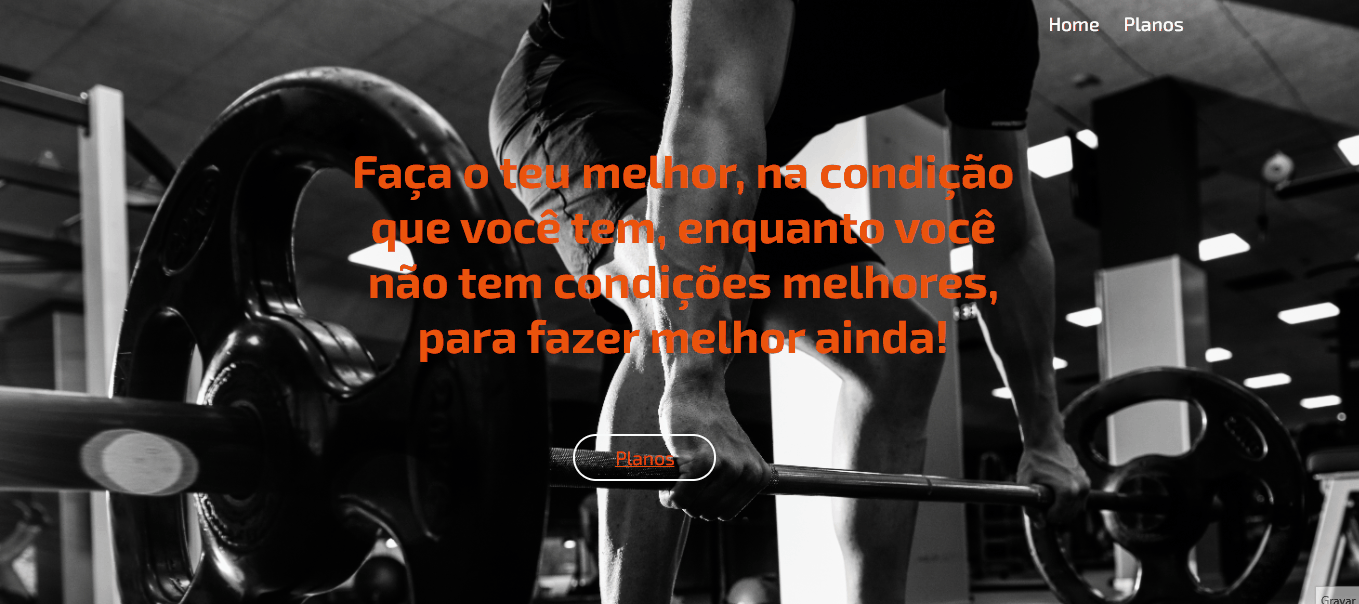 Home Planos
Faça o teu melhor, na condição
que você tem, enquanto você
não tem condições melhores,
para fazer melhor ainda!
Planos
Gravar